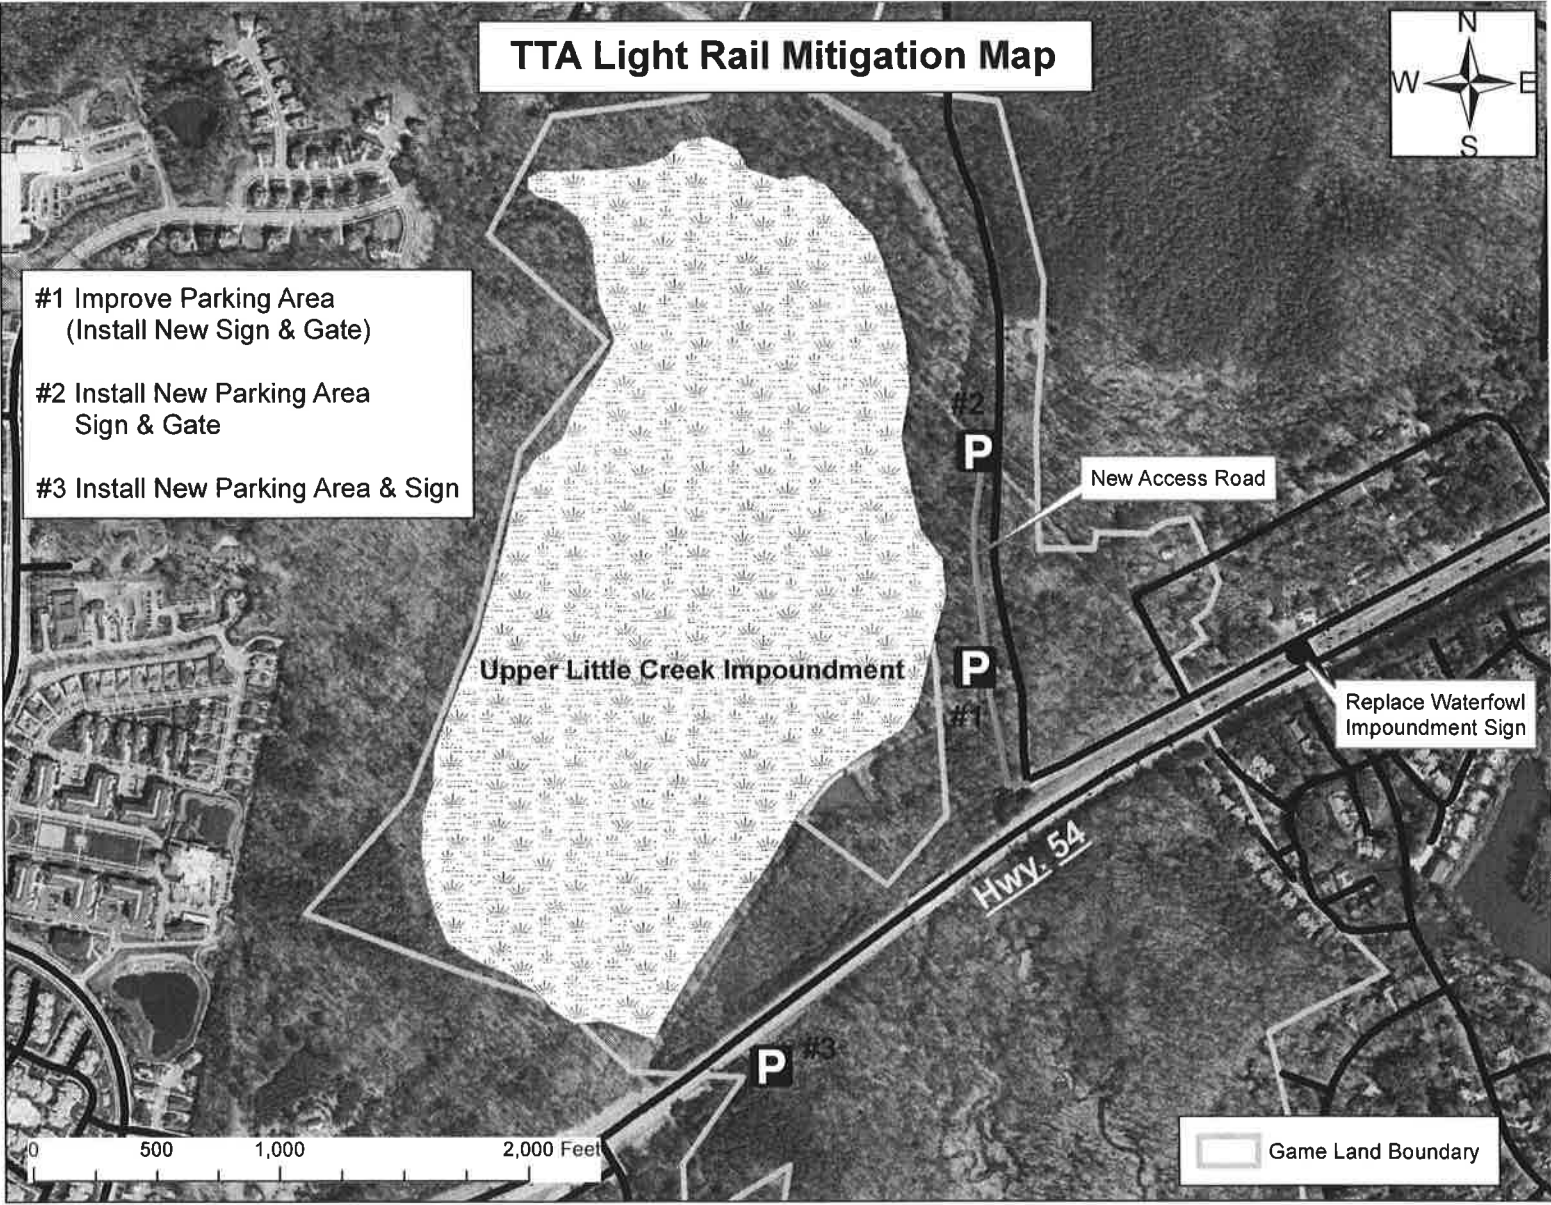 TTA Light Rail Mitigation Map
N
W E
S
#1 Improve Parking Area
(Install New Sign & Gate)
#2 Install New Parking Area
Sign & Gate
#3 Install New Parking Area & Sign
#2
P
New Access Road
Upper Little Creek Impoundment
P
#1
Replace Waterfowl
Impoundment Sign
Hwy. 54
P #3
0 500 1,000 2,000 Feet
Game Land Boundary